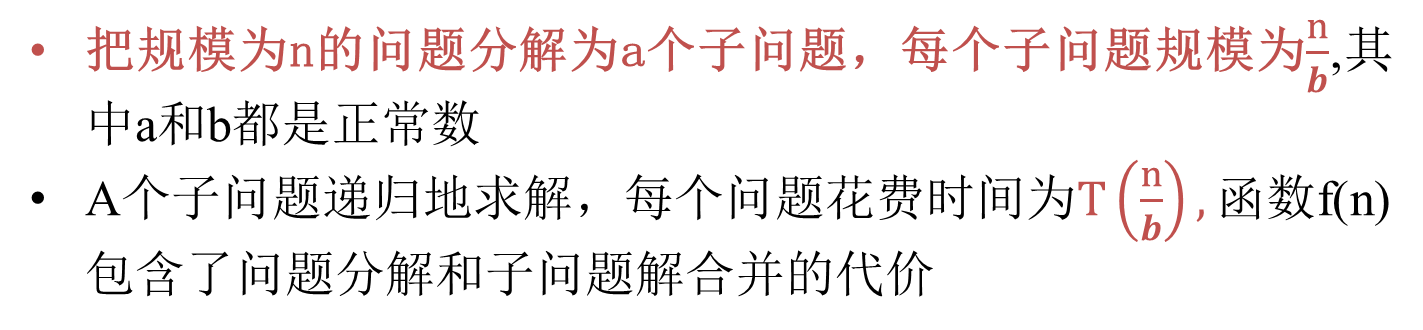 • 把规模为n的问题分解为a个子问题，每个子问题规模为n/b,其
中a和b都是正常数
• A个子问题递归地求解，每个问题花费时间为T(n/b), 函数f(n)
包含了问题分解和子问题解合并的代价